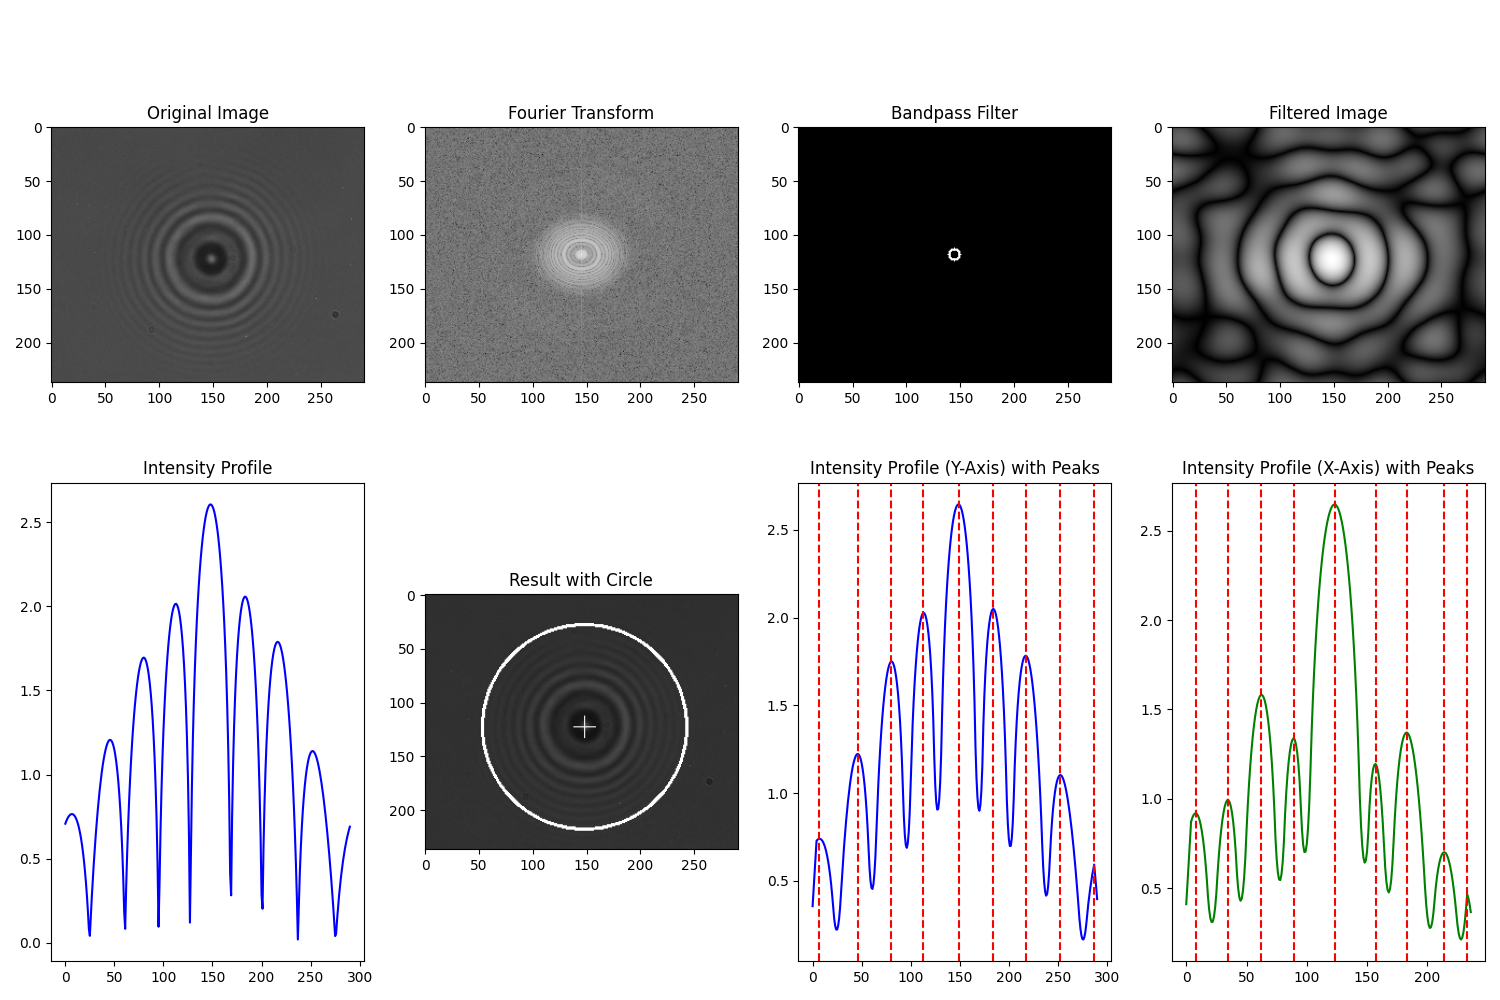 Original Image
Fourier Transform
Bandpass Filter
Filtered Image
0
50
100
150
200
0 50 100 150 200 250
0
50
100
150
200
0 50 100 150 200 250
0
50
100
150
200
0 50 100 150 200 250
0
50
100
150
200
0 50 100 150 200 250
Intensity Profile
2.5
2.0
1.5
1.0
0.5
0.0
0 50 100 150 200 250 300
Result with Circle
0
50
100
150
200
0 50 100 150 200 250
Intensity Profile (Y-Axis) with Peaks
2.5
2.0
1.5
1.0
0.5
0 50 100 150 200 250 300
Intensity Profile (X-Axis) with Peaks
2.5
2.0
1.5
1.0
0.5
0 50 100 150 200